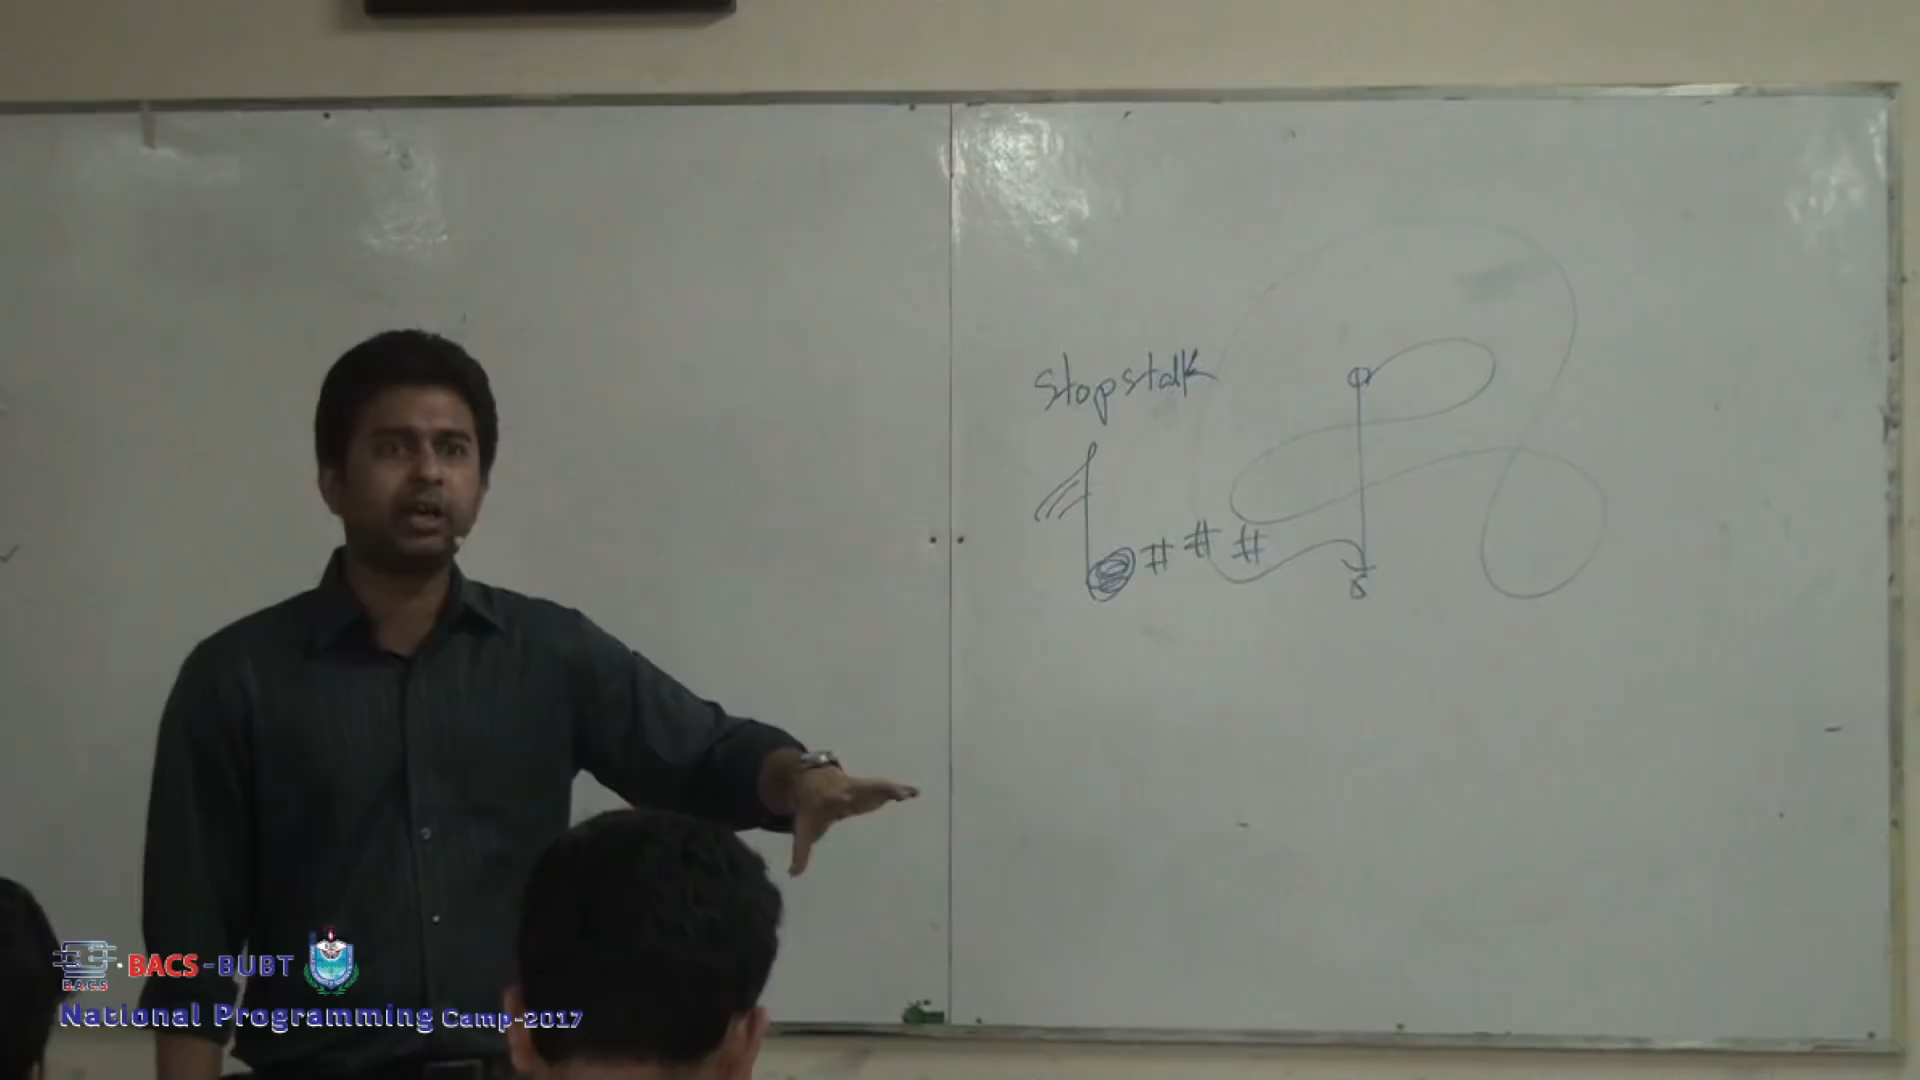 stopstalk
# # #
BACS-BUBT
B.A.C.S
National Programming Camp-2017